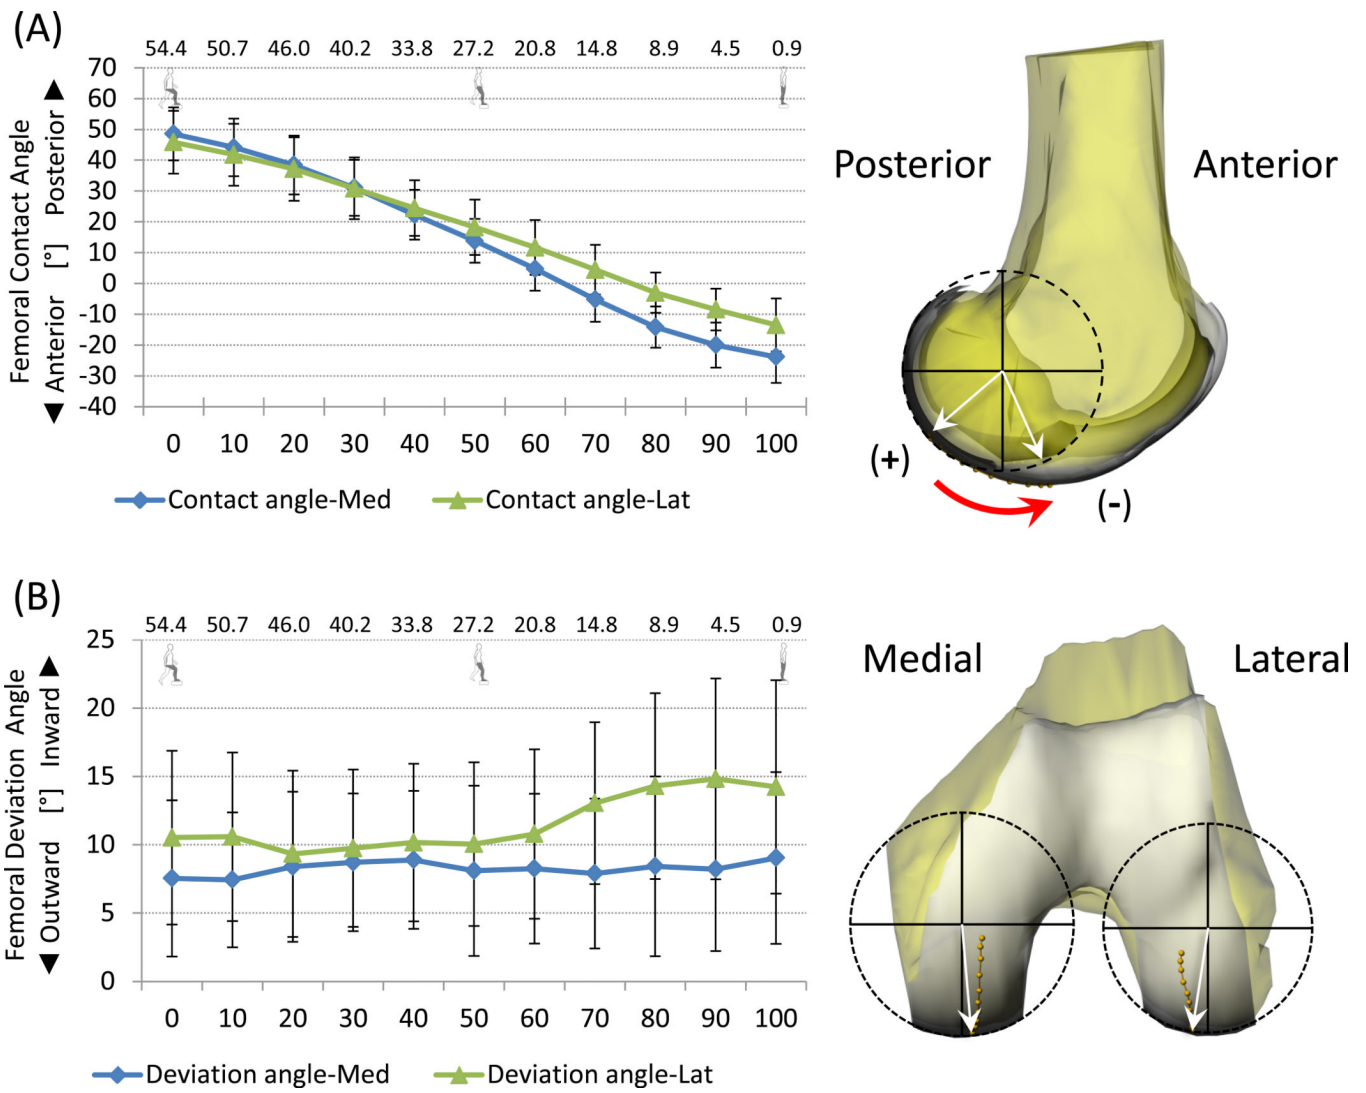 (A)
54.4 50.7 46.0 40.2 33.8 27.2 20.8 14.8 8.9 4.5 0.9
70
60
50
40
30
20
10
0
-10
-20
-30
-40
Femoral Contact Angle
◀ Anterior [°] Posterior ▶
0 10 20 30 40 50 60 70 80 90 100
Contact angle-Med Contact angle-Lat
Posterior Anterior
(+)
(-)
(B)
54.4 50.7 46.0 40.2 33.8 27.2 20.8 14.8 8.9 4.5 0.9
25
20
15
10
5
0
Femoral Deviation Angle
◀ Outward [°] Inward ▶
0 10 20 30 40 50 60 70 80 90 100
Deviation angle-Med Deviation angle-Lat
Medial Lateral